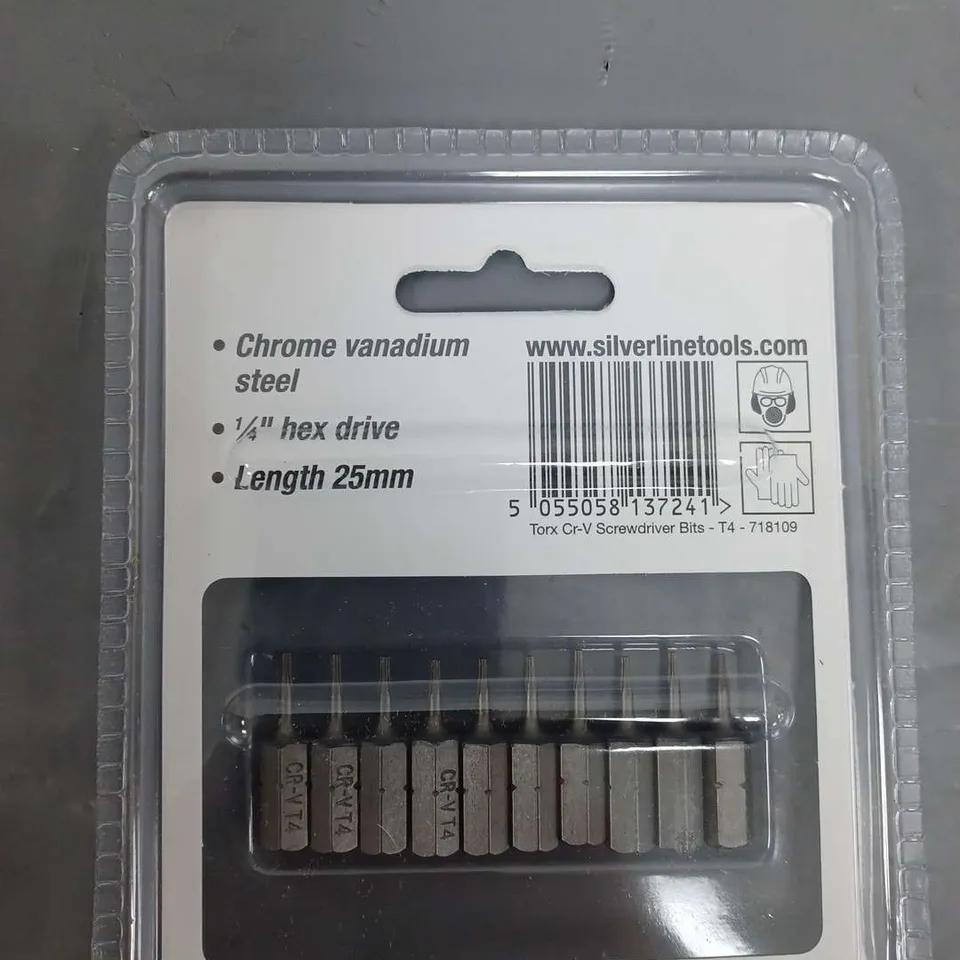 • Chrome vanadium
steel
• 1/4" hex drive
• Length 25mm
www.silverlinetools.com
5 055058 137241 >
Torx Cr-V Screwdriver Bits - T4 - 718109
CR-V T4
CR-V T4
CR-V T4